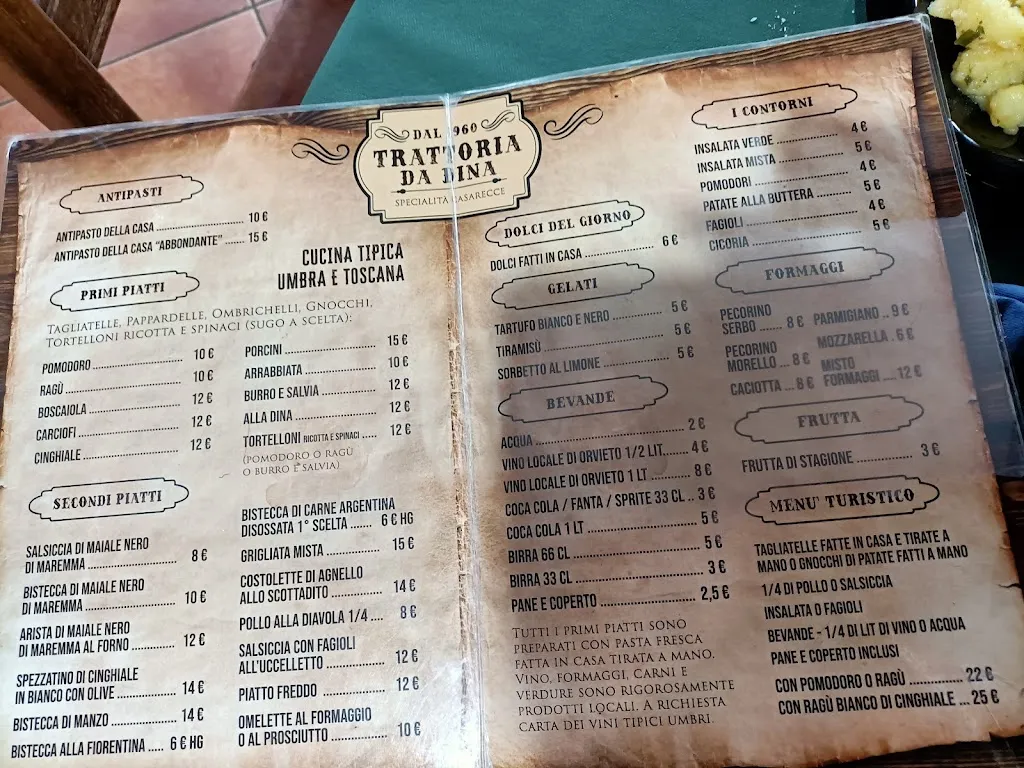 DAL 1960
TRATTORIA
DA DINA
SPECIALITÀ CASARECCE
ANTIPASTI
ANTIPASTO DELLA CASA 10 €
ANTIPASTO DELLA CASA "ABBONDANTE" 15 €
CUCINA TIPICA
UMBRA E TOSCANA
PRIMI PIATTI
TAGLIATELLE, PAPPARDELLE, OMBRICHELLI, GNOCCHI,
TORTELLONI RICOTTA E SPINACI (SUGO A SCELTA):
POMODORO 10 €
RAGÙ 10 €
BOSCAIOLA 12 €
CARCIOFI 12 €
CINGHIALE 12 €
PORCINI 15 €
ARRABBIATA 10 €
BURRO E SALVIA 12 €
ALLA DINA 12 €
TORTELLONI RICOTTA E SPINACI 12 €
(POMODORO O RAGÙ
O BURRO E SALVIA)
SECONDI PIATTI
SALSICCIA DI MAIALE NERO
DI MAREMMA 8 €
BISTECCA DI MAIALE NERO
DI MAREMMA 10 €
ARISTA DI MAIALE NERO
DI MAREMMA AL FORNO 12 €
SPEZZATINO DI CINGHIALE
IN BIANCO CON OLIVE 14 €
BISTECCA DI MANZO 14 €
BISTECCA ALLA FIORENTINA 6 € HG
BISTECCA DI CARNE ARGENTINA
DISOSSATA 1° SCELTA 6 € HG
GRIGLIATA MISTA 15 €
COSTOLETTE DI AGNELLO
ALLO SCOTTADITO 14 €
POLLO ALLA DIAVOLA 1/4 8 €
SALSICCIA CON FAGIOLI
ALL'UCCELLETTO 12 €
PIATTO FREDDO 12 €
OMELETTE AL FORMAGGIO
O AL PROSCIUTTO 10 €
DOLCI DEL GIORNO
DOLCI FATTI IN CASA 6 €
GELATI
TARTUFO BIANCO E NERO 5 €
TIRAMISÙ 5 €
SORBETTO AL LIMONE 5 €
BEVANDE
ACQUA 2 €
VINO LOCALE DI ORVIETO 1/2 LIT. 4 €
VINO LOCALE DI ORVIETO 1 LT 8 €
COCA COLA / FANTA / SPRITE 33 CL 3 €
COCA COLA 1 LT 5 €
BIRRA 66 CL 5 €
BIRRA 33 CL 3 €
PANE E COPERTO 2,5 €
TUTTI I PRIMI PIATTI SONO
PREPARATI CON PASTA FRESCA
FATTA IN CASA TIRATA A MANO.
VINO, FORMAGGI, CARNI E
VERDURE SONO RIGOROSAMENTE
PRODOTTI LOCALI. A RICHIESTA
CARTA DEI VINI TIPICI UMBRI.
I CONTORNI
INSALATA VERDE 4 €
INSALATA MISTA 5 €
POMODORI 4 €
PATATE ALLA BUTTERA 5 €
FAGIOLI 4 €
CICORIA 5 €
FORMAGGI
PECORINO
SERBO 8 €
PECORINO
MORELLO 8 €
CACIOTTA 8 €
PARMIGIANO 9 €
MOZZARELLA 6 €
MISTO
FORMAGGI 12 €
FRUTTA
FRUTTA DI STAGIONE 3 €
MENU' TURISTICO
TAGLIATELLE FATTE IN CASA E TIRATE A
MANO O GNOCCHI DI PATATE FATTI A MANO
1/4 DI POLLO O SALSICCIA
INSALATA O FAGIOLI
BEVANDE - 1/4 DI LIT DI VINO O ACQUA
PANE E COPERTO INCLUSI
CON POMODORO O RAGÙ 22 €
CON RAGÙ BIANCO DI CINGHIALE 25 €